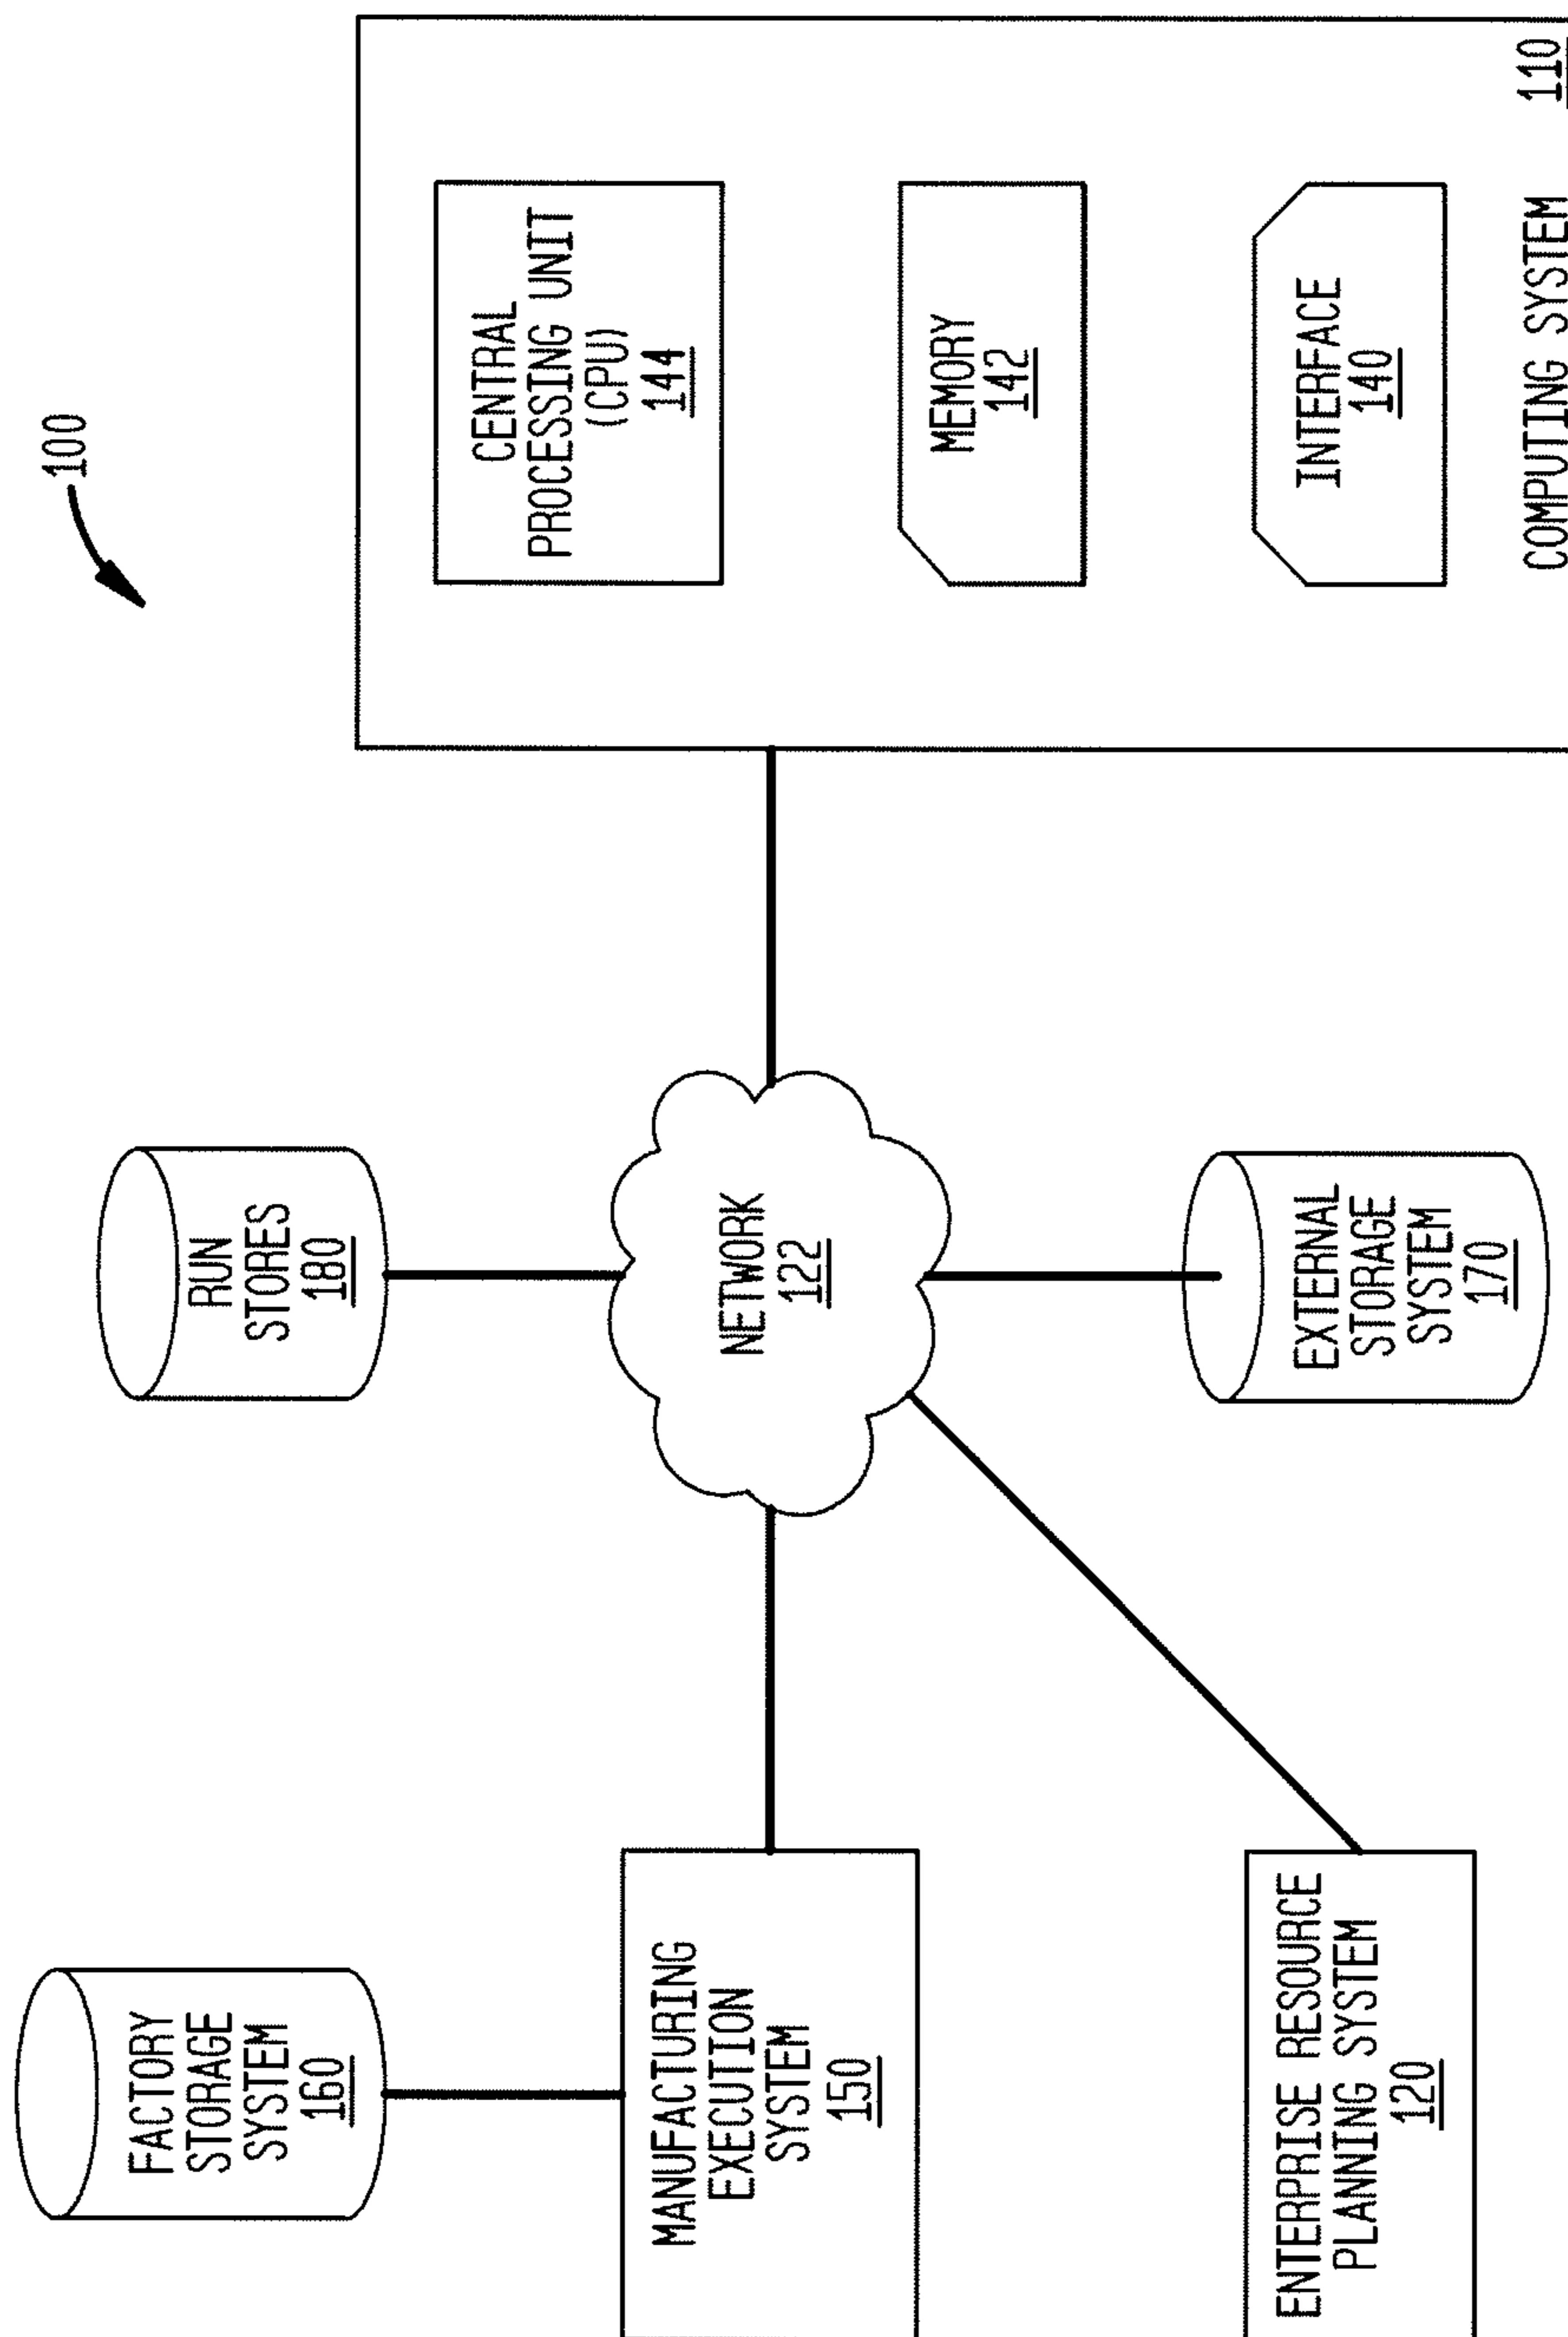 100
FACTORY
STORAGE
SYSTEM
160
RUN
STORES
180
MANUFACTURING
EXECUTION
SYSTEM
150
NETWORK
122
CENTRAL
PROCESSING UNIT
(CPU)
144
MEMORY
142
INTERFACE
140
COMPUTING SYSTEM 110
ENTERPRISE RESOURCE
PLANNING SYSTEM
120
EXTERNAL
STORAGE
SYSTEM
170